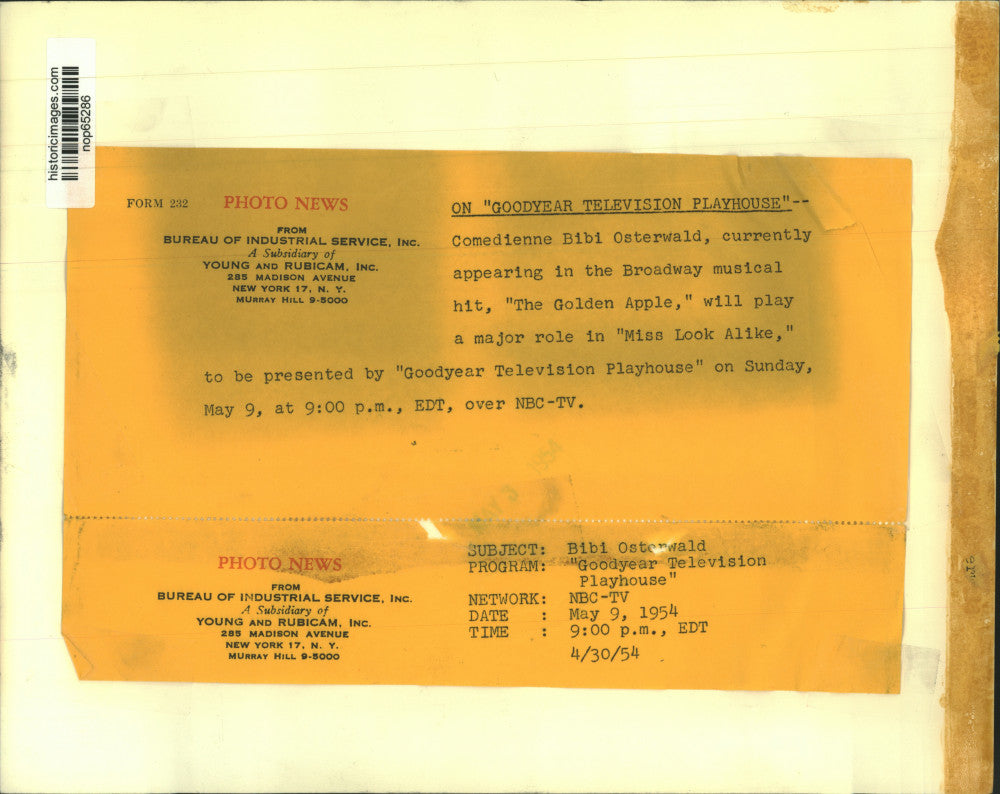 historicimages.com
nop65286
FORM 232
PHOTO NEWS
FROM
BUREAU OF INDUSTRIAL SERVICE, INC.
A Subsidiary of
YOUNG AND RUBICAM, INC.
285 MADISON AVENUE
NEW YORK 17, N. Y.
MURRAY HILL 9-5000
ON "GOODYEAR TELEVISION PLAYHOUSE"--
Comedienne Bibi Osterwald, currently
appearing in the Broadway musical
hit, "The Golden Apple," will play
a major role in "Miss Look Alike,"
to be presented by "Goodyear Television Playhouse" on Sunday,
May 9, at 9:00 p.m., EDT, over NBC-TV.
PHOTO NEWS
FROM
BUREAU OF INDUSTRIAL SERVICE, INC.
A Subsidiary of
YOUNG AND RUBICAM, INC.
285 MADISON AVENUE
NEW YORK 17, N. Y.
MURRAY HILL 9-5000
SUBJECT: Bibi Osterwald
PROGRAM: "Goodyear Television
Playhouse"
NETWORK: NBC-TV
DATE : May 9, 1954
TIME : 9:00 p.m., EDT
4/30/54